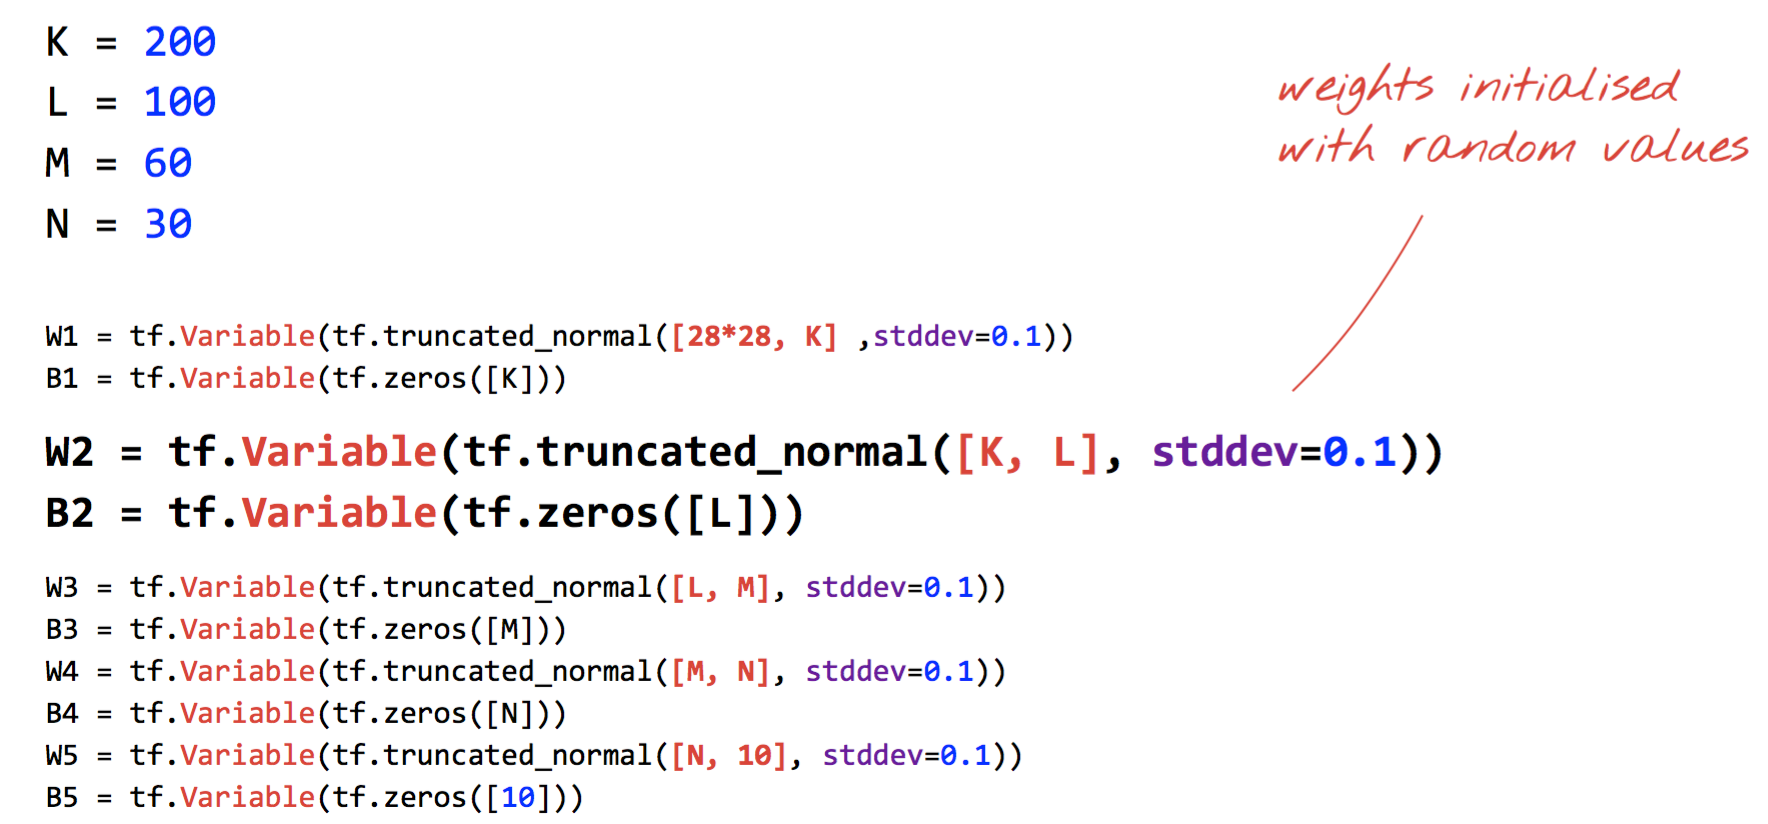 K = 200
L = 100
M = 60
N = 30
weights initialised
with random values
W1 = tf.Variable(tf.truncated_normal([28*28, K] ,stddev=0.1))
B1 = tf.Variable(tf.zeros([K]))
W2 = tf.Variable(tf.truncated_normal([K, L], stddev=0.1))
B2 = tf.Variable(tf.zeros([L]))
W3 = tf.Variable(tf.truncated_normal([L, M], stddev=0.1))
B3 = tf.Variable(tf.zeros([M]))
W4 = tf.Variable(tf.truncated_normal([M, N], stddev=0.1))
B4 = tf.Variable(tf.zeros([N]))
W5 = tf.Variable(tf.truncated_normal([N, 10], stddev=0.1))
B5 = tf.Variable(tf.zeros([10]))